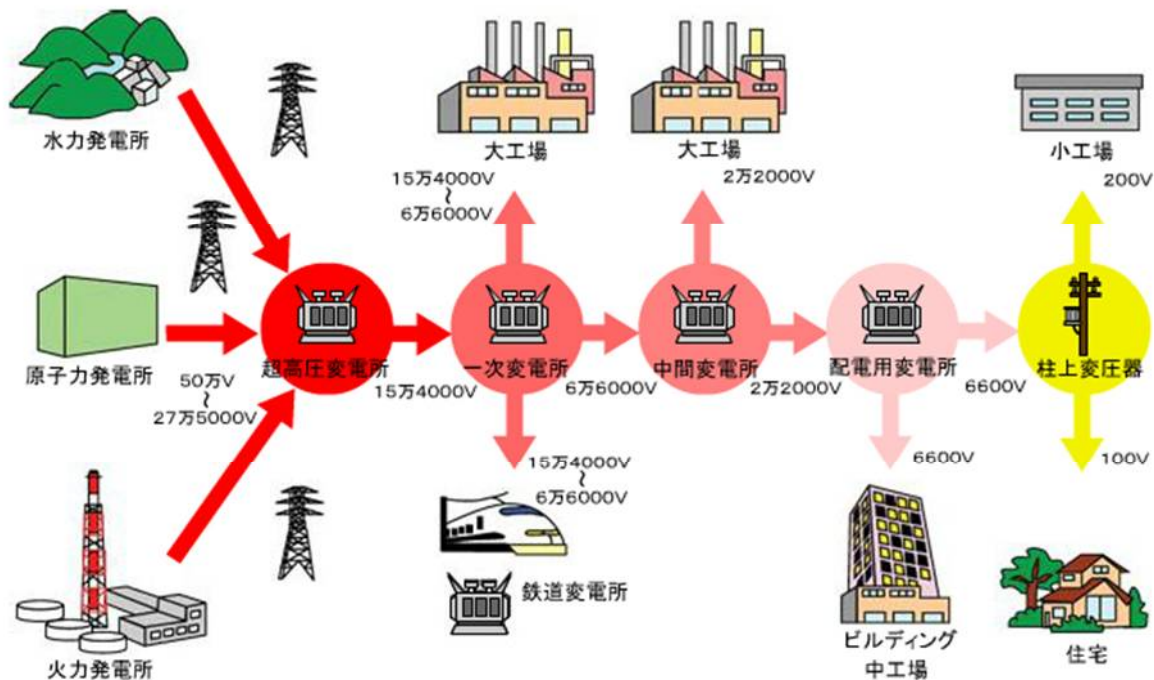 水力発電所
大工場
大工場
小工場
15万4000V
〜
6万6000V
2万2000V
200V
原子力発電所
50万V
〜
27万5000V
超高圧変電所
15万4000V
一次変電所
6万6000V
中間変電所
2万2000V
配電用変電所
6600V
柱上変圧器
15万4000V
〜
6万6000V
6600V
100V
鉄道変電所
火力発電所
ビルディング
中工場
住宅